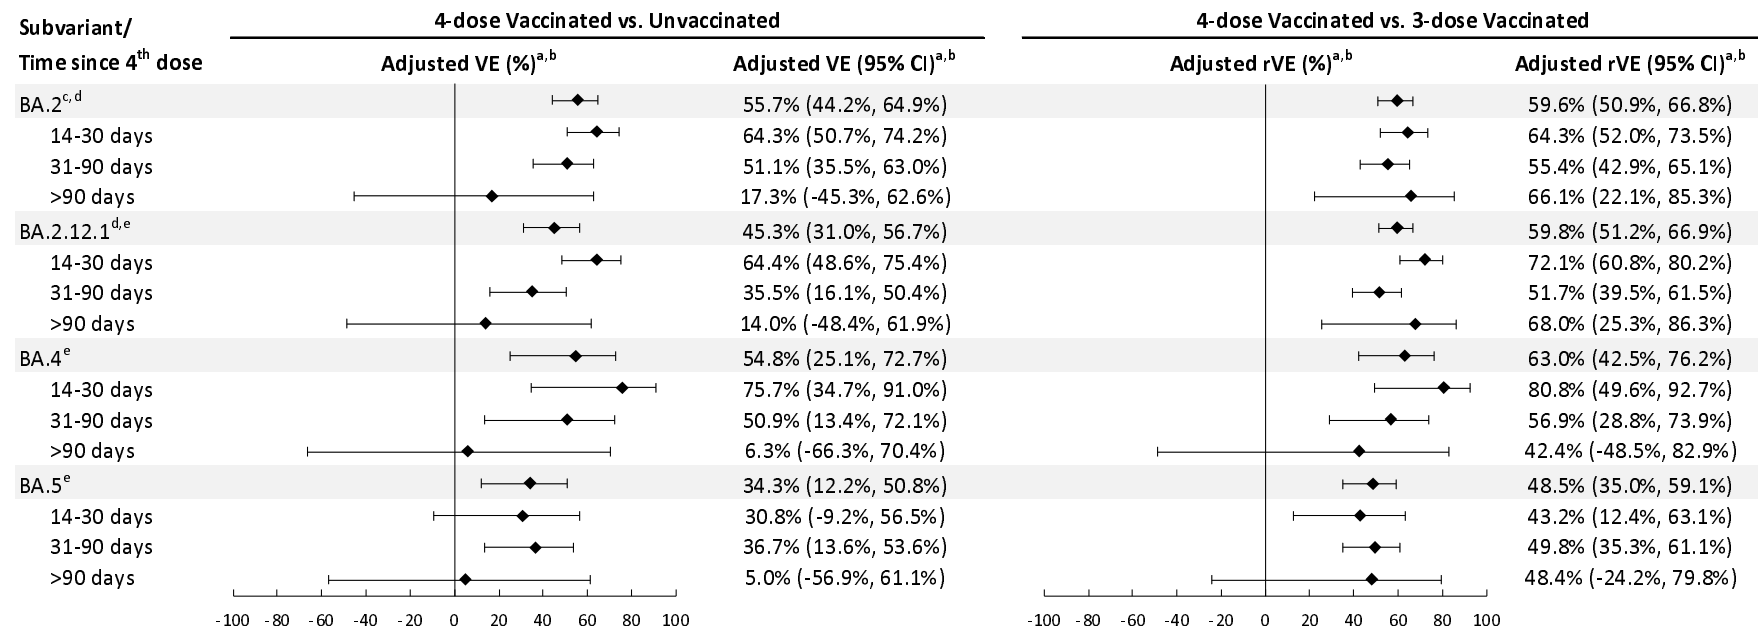 4-dose Vaccinated vs. Unvaccinated 4-dose Vaccinated vs. 3-dose Vaccinated
Subvariant/
Time since 4th dose Adjusted VE (%)a,b Adjusted VE (95% CI)a,b Adjusted rVE (%)a,b Adjusted rVE (95% CI)a,b
BA.2c,d 55.7% (44.2%, 64.9%) 59.6% (50.9%, 66.8%)
14-30 days 64.3% (50.7%, 74.2%) 64.3% (52.0%, 73.5%)
31-90 days 51.1% (35.5%, 63.0%) 55.4% (42.9%, 65.1%)
>90 days 17.3% (-45.3%, 62.6%) 66.1% (22.1%, 85.3%)
BA.2.12.1d,e 45.3% (31.0%, 56.7%) 59.8% (51.2%, 66.9%)
14-30 days 64.4% (48.6%, 75.4%) 72.1% (60.8%, 80.2%)
31-90 days 35.5% (16.1%, 50.4%) 51.7% (39.5%, 61.5%)
>90 days 14.0% (-48.4%, 61.9%) 68.0% (25.3%, 86.3%)
BA.4e 54.8% (25.1%, 72.7%) 63.0% (42.5%, 76.2%)
14-30 days 75.7% (34.7%, 91.0%) 80.8% (49.6%, 92.7%)
31-90 days 50.9% (13.4%, 72.1%) 56.9% (28.8%, 73.9%)
>90 days 6.3% (-66.3%, 70.4%) 42.4% (-48.5%, 82.9%)
BA.5e 34.3% (12.2%, 50.8%) 48.5% (35.0%, 59.1%)
14-30 days 30.8% (-9.2%, 56.5%) 43.2% (12.4%, 63.1%)
31-90 days 36.7% (13.6%, 53.6%) 49.8% (35.3%, 61.1%)
>90 days 5.0% (-56.9%, 61.1%) 48.4% (-24.2%, 79.8%)
-100 -80 -60 -40 -20 0 20 40 60 80 100 -100 -80 -60 -40 -20 0 20 40 60 80 100